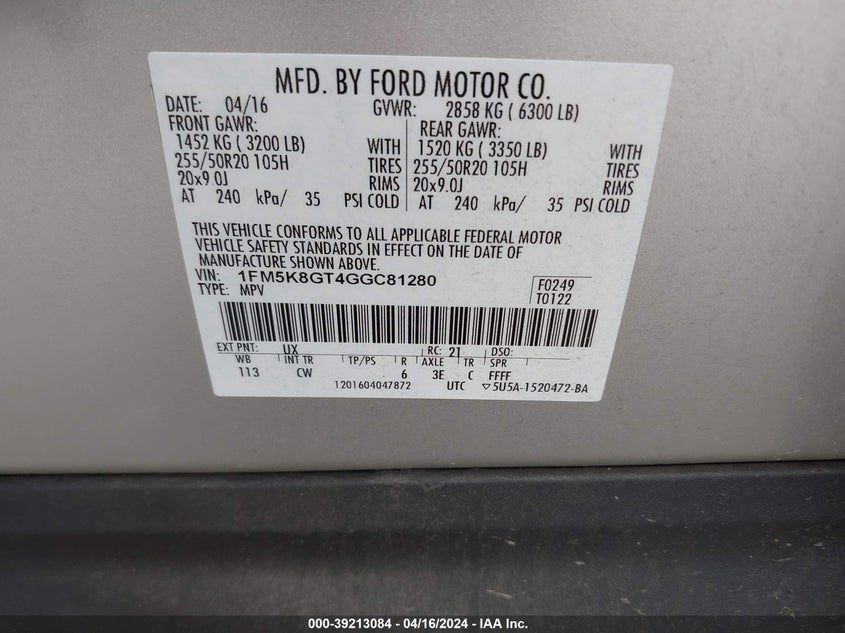 MFD. BY FORD MOTOR CO.
DATE: 04/16 GVWR: 2858 KG ( 6300 LB)
FRONT GAWR: REAR GAWR:
1452 KG ( 3200 LB) WITH 1520 KG ( 3350 LB) WITH
255/50R20 105H TIRES 255/50R20 105H TIRES
20x9.0J RIMS 20x9.0J RIMS
AT 240 kPa/ 35 PSI COLD AT 240 kPa/ 35 PSI COLD
THIS VEHICLE CONFORMS TO ALL APPLICABLE FEDERAL MOTOR
VEHICLE SAFETY STANDARDS IN EFFECT ON THE DATE OF
MANUFACTURE SHOWN ABOVE.
VIN: 1FM5K8GT4GGC81280 F0249
TYPE: MPV T0122
EXT PNT: UX RC: 21 DSO:
WB INT TR TP/PS R AXLE TR SPR
113 CW 6 3E C FFFF
1201604047872 UTC ▽5U5A-1520472-BA
000-39213084 - 04/16/2024 - IAA Inc.